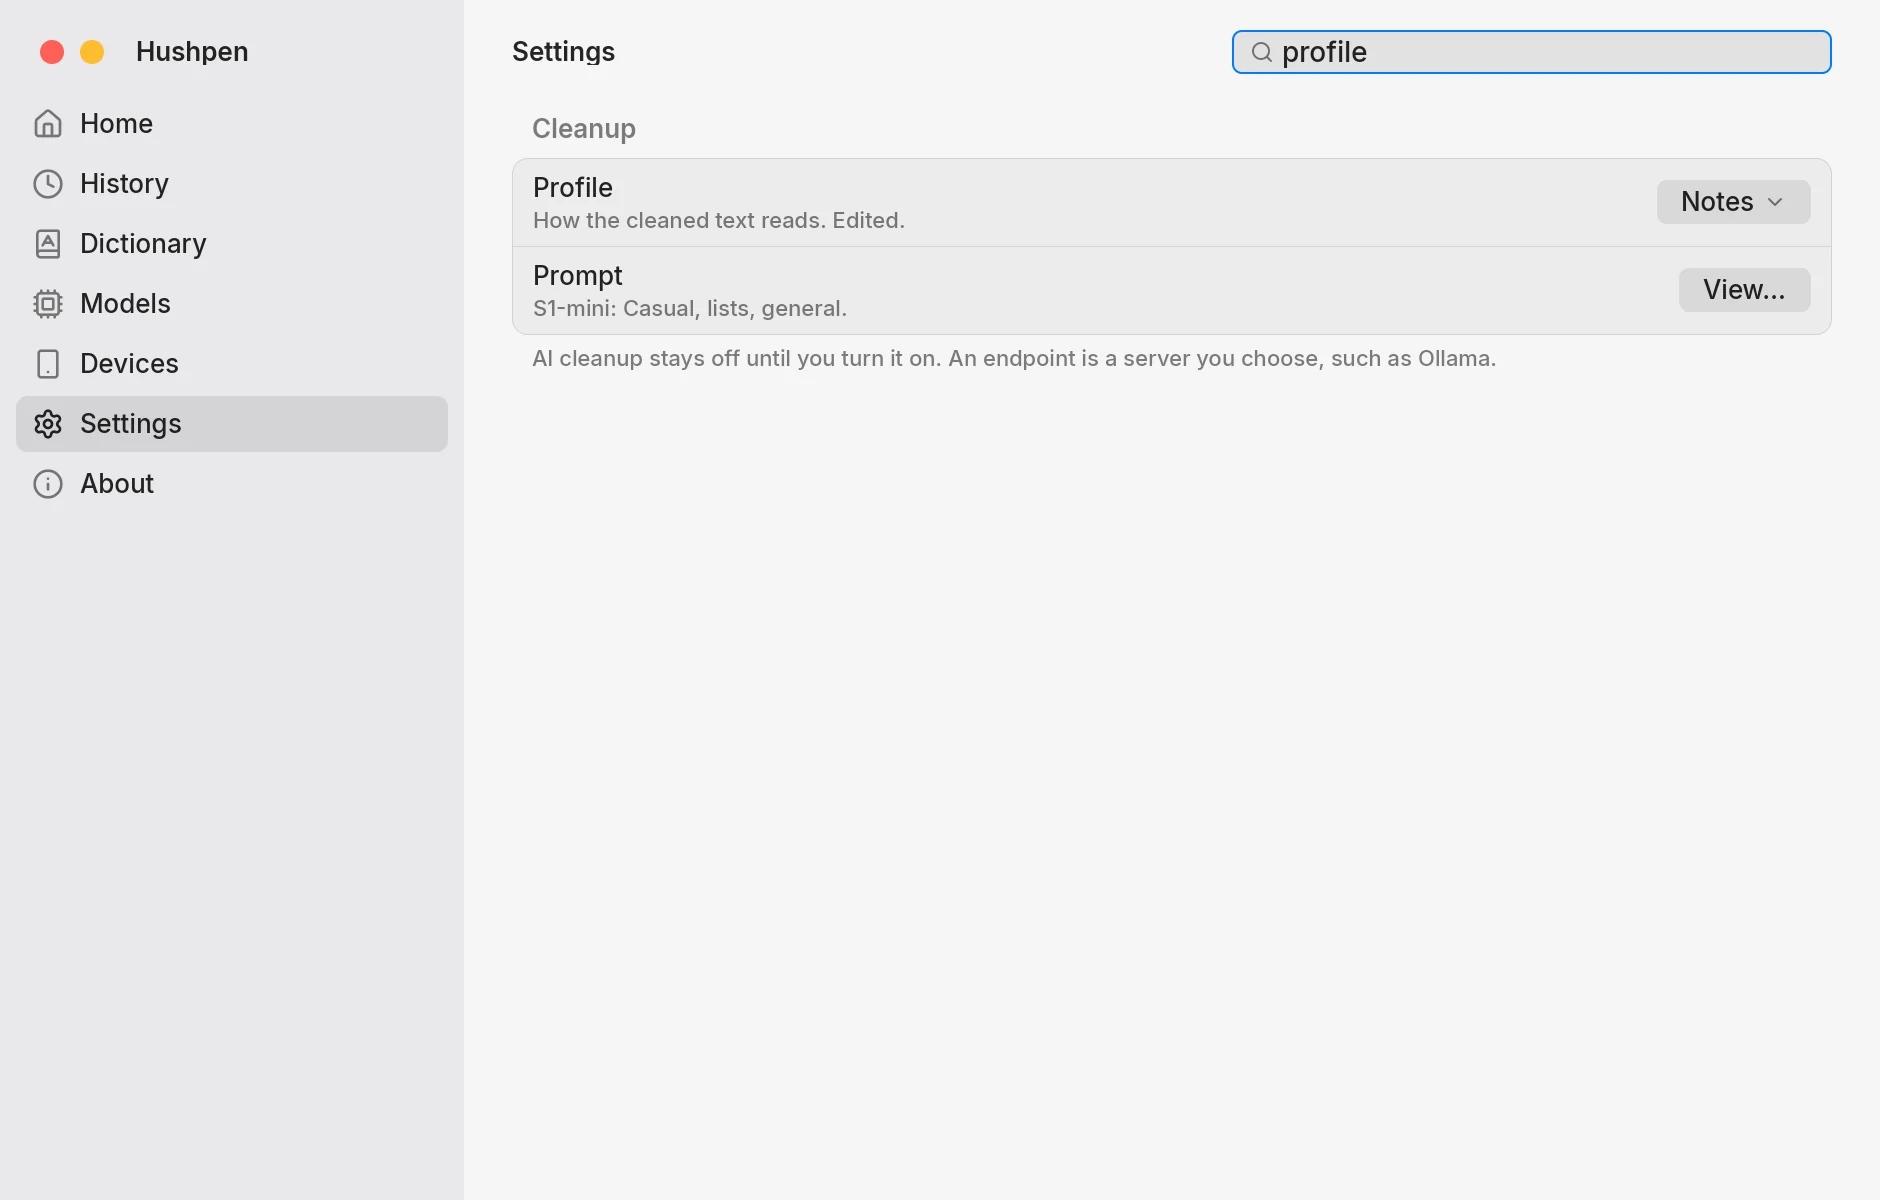 Hushpen
Home
History
Dictionary
Models
Devices
Settings
About
Settings
profile
Cleanup
Profile
How the cleaned text reads. Edited.
Notes
Prompt
S1-mini: Casual, lists, general.
View...
AI cleanup stays off until you turn it on. An endpoint is a server you choose, such as Ollama.